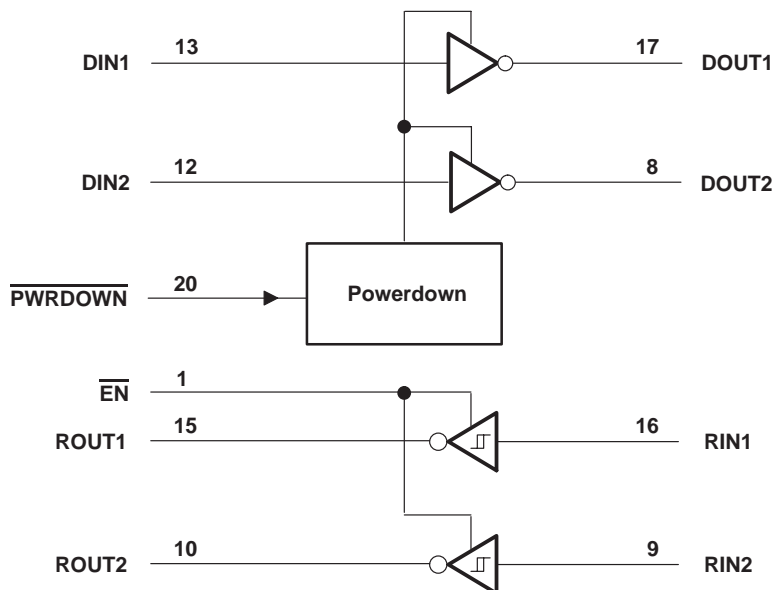 DIN1 13 17 DOUT1
DIN2 12 8 DOUT2
PWRDOWN 20 Powerdown
EN 1
ROUT1 15 16 RIN1
ROUT2 10 9 RIN2